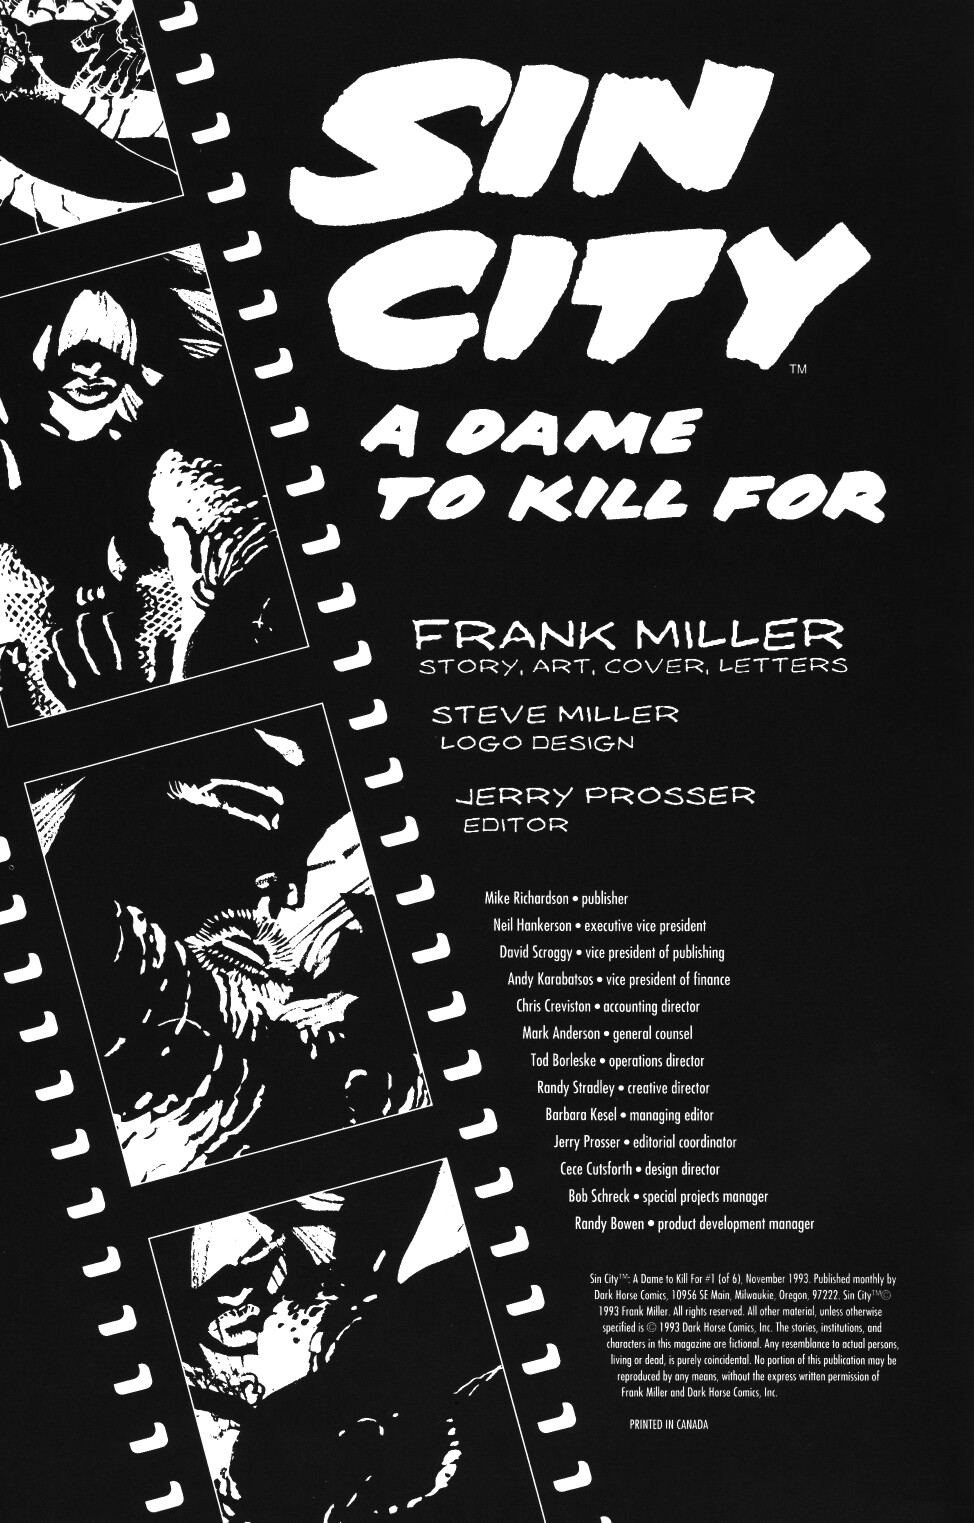 SIN
CITY
TM
A DAME
TO KILL FOR
FRANK MILLER
STORY, ART, COVER, LETTERS
STEVE MILLER
LOGO DESIGN
JERRY PROSSER
EDITOR
Mike Richardson • publisher
Neil Hankerson • executive vice president
David Scroggy • vice president of publishing
Andy Karabatsos • vice president of finance
Chris Creviston • accounting director
Mark Anderson • general counsel
Tod Borleske • operations director
Randy Stradley • creative director
Barbara Kesel • managing editor
Jerry Prosser • editorial coordinator
Cece Cutsforth • design director
Bob Schreck • special projects manager
Randy Bowen • product development manager
Sin City™: A Dame to Kill For #1 (of 6), November 1993. Published monthly by
Dark Horse Comics, 10956 SE Main, Milwaukie, Oregon, 97222. Sin City™©
1993 Frank Miller. All rights reserved. All other material, unless otherwise
specified is © 1993 Dark Horse Comics, Inc. The stories, institutions, and
characters in this magazine are fictional. Any resemblance to actual persons,
living or dead, is purely coincidental. No portion of this publication may be
reproduced by any means, without the express written permission of
Frank Miller and Dark Horse Comics, Inc.
PRINTED IN CANADA